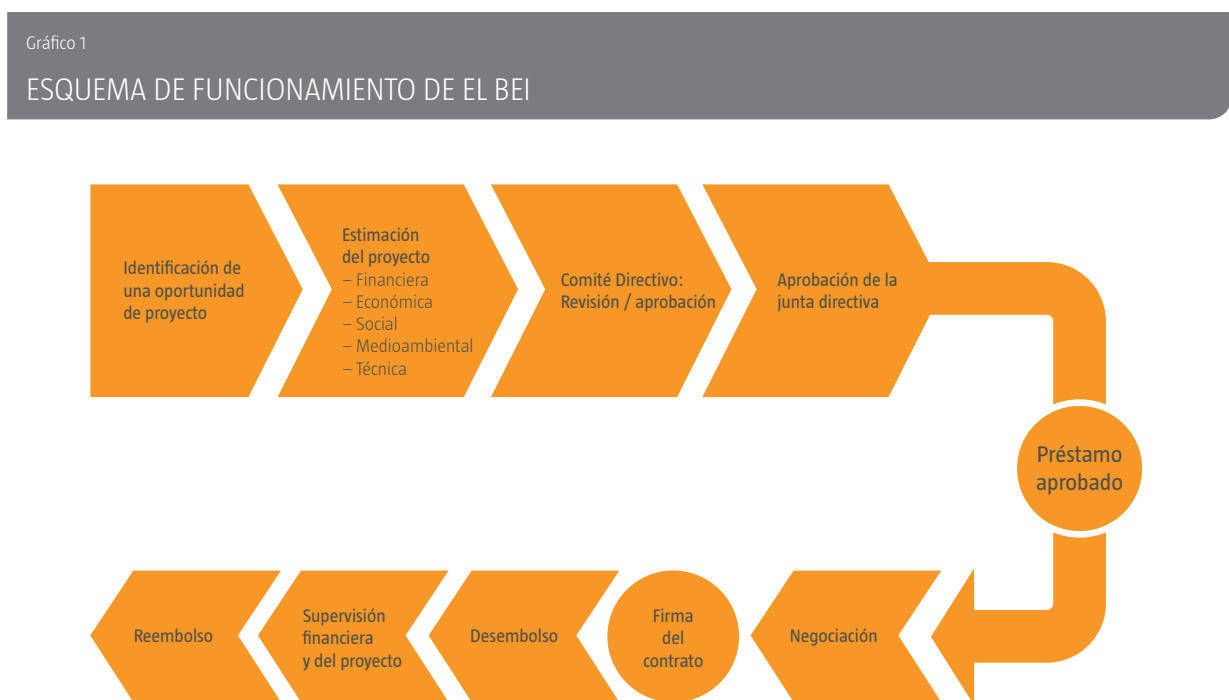 Gráfico 1
ESQUEMA DE FUNCIONAMIENTO DE EL BEI
Identificación de
una oportunidad
de proyecto
Estimación
del proyecto
– Financiera
– Económica
– Social
– Medioambiental
– Técnica
Comité Directivo:
Revisión / aprobación
Aprobación de la
junta directiva
Préstamo
aprobado
Negociación
Firma
del
contrato
Desembolso
Supervisión
financiera
y del proyecto
Reembolso